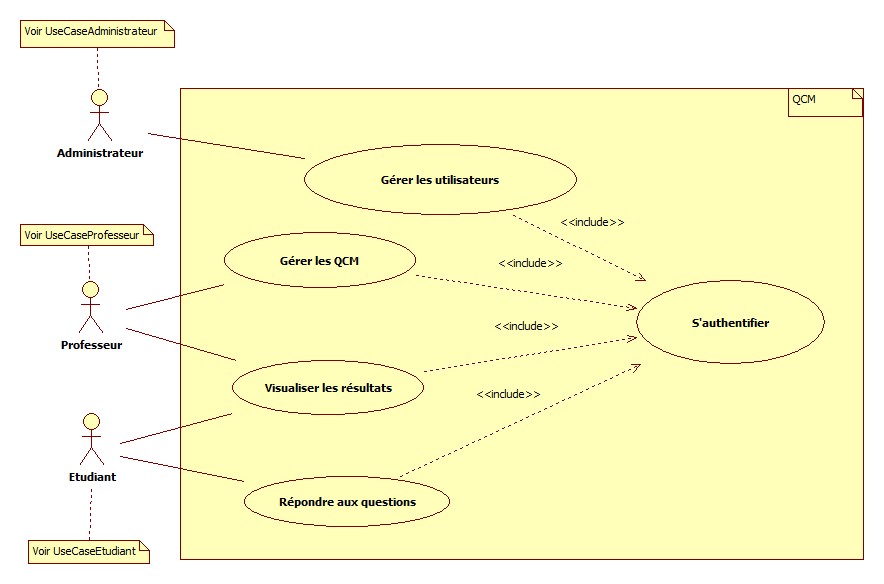 Voir UseCaseAdministrateur
QCM
Administrateur
Gérer les utilisateurs
<<include>>
Voir UseCaseProfesseur
Gérer les QCM
<<include>>
S'authentifier
Professeur
<<include>>
Visualiser les résultats
<<include>>
Etudiant
Répondre aux questions
Voir UseCaseEtudiant